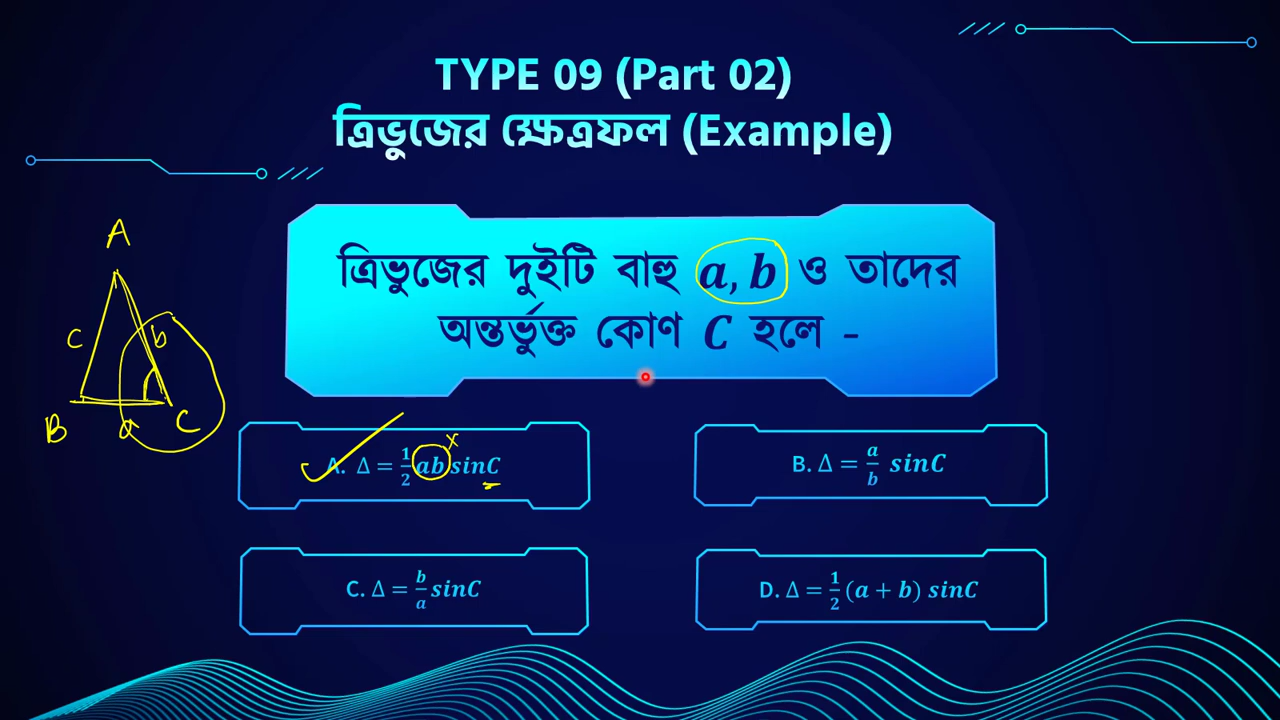 TYPE 09 (Part 02)
ত্রিভুজের ক্ষেত্রফল (Example)
ত্রিভুজের দুইটি বাহু a, b ও তাদের
অন্তর্ভুক্ত কোণ C হলে -
A
C
b
B
a
C
x
A. Δ = 1/2 ab sinC
B. Δ = a/b sinC
C. Δ = b/a sinC
D. Δ = 1/2 (a + b) sinC